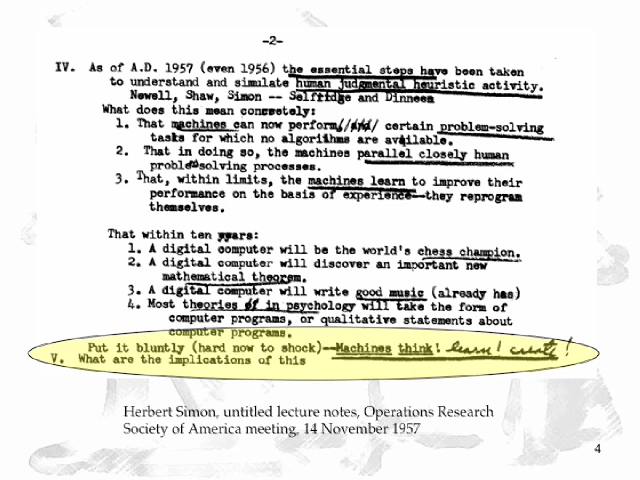 -2-
IV. As of A.D. 1957 (even 1956) the essential steps have been taken
to understand and simulate human judgmental heuristic activity.
Newell, Shaw, Simon -- Selfridge and Dinneen
What does this mean concretely:
1. That machines can now perform certain problem-solving
tasks for which no algorithms are available.
2. That in doing so, the machines parallel closely human
problem solving processes.
3. That, within limits, the machines learn to improve their
performance on the basis of experience--they reprogram
themselves.
That within ten years:
1. A digital computer will be the world's chess champion.
2. A digital computer will discover an important new
mathematical theorem.
3. A digital computer will write good music (already has)
4. Most theories in psychology will take the form of
computer programs, or qualitative statements about
computer programs.
Put it bluntly (hard now to shock)--Machines think! learn! create!
V. What are the implications of this
Herbert Simon, untitled lecture notes, Operations Research
Society of America meeting, 14 November 1957
4